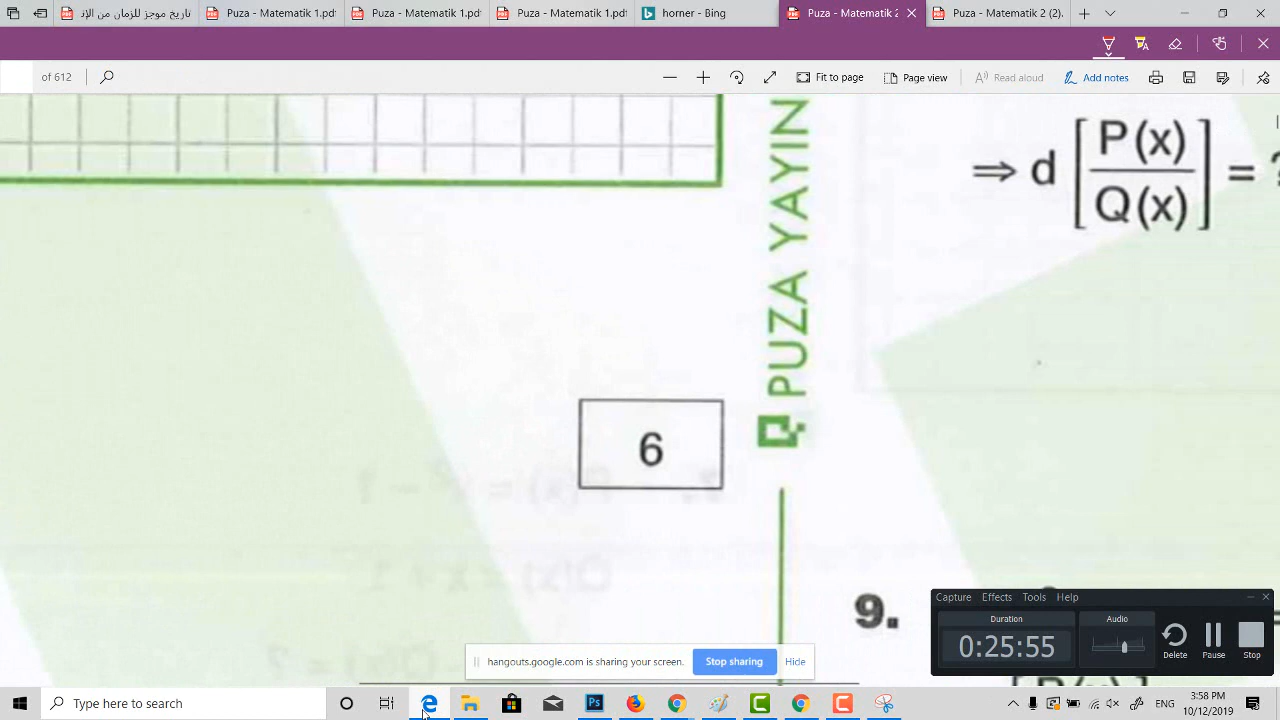 تاريخ موجز للزمان من الان
Puza - Matematik 1.pdf
Puza - Matematik 1.pdf
Puza - Matematik 1.pdf
horner - Bing
Puza - Matematik 2
Puza - Matematik 2 (2).
of 612
Fit to page
Page view
Read aloud
Add notes
PUZA YAYIN
⇒ d [P(x)/Q(x)] = ?
6
9.
Capture Effects Tools Help
Duration
0:25:55
Audio
Delete
Pause
Stop
hangouts.google.com is sharing your screen.
Stop sharing
Hide
Type here to search
ENG
3:58 PM
10/12/2019